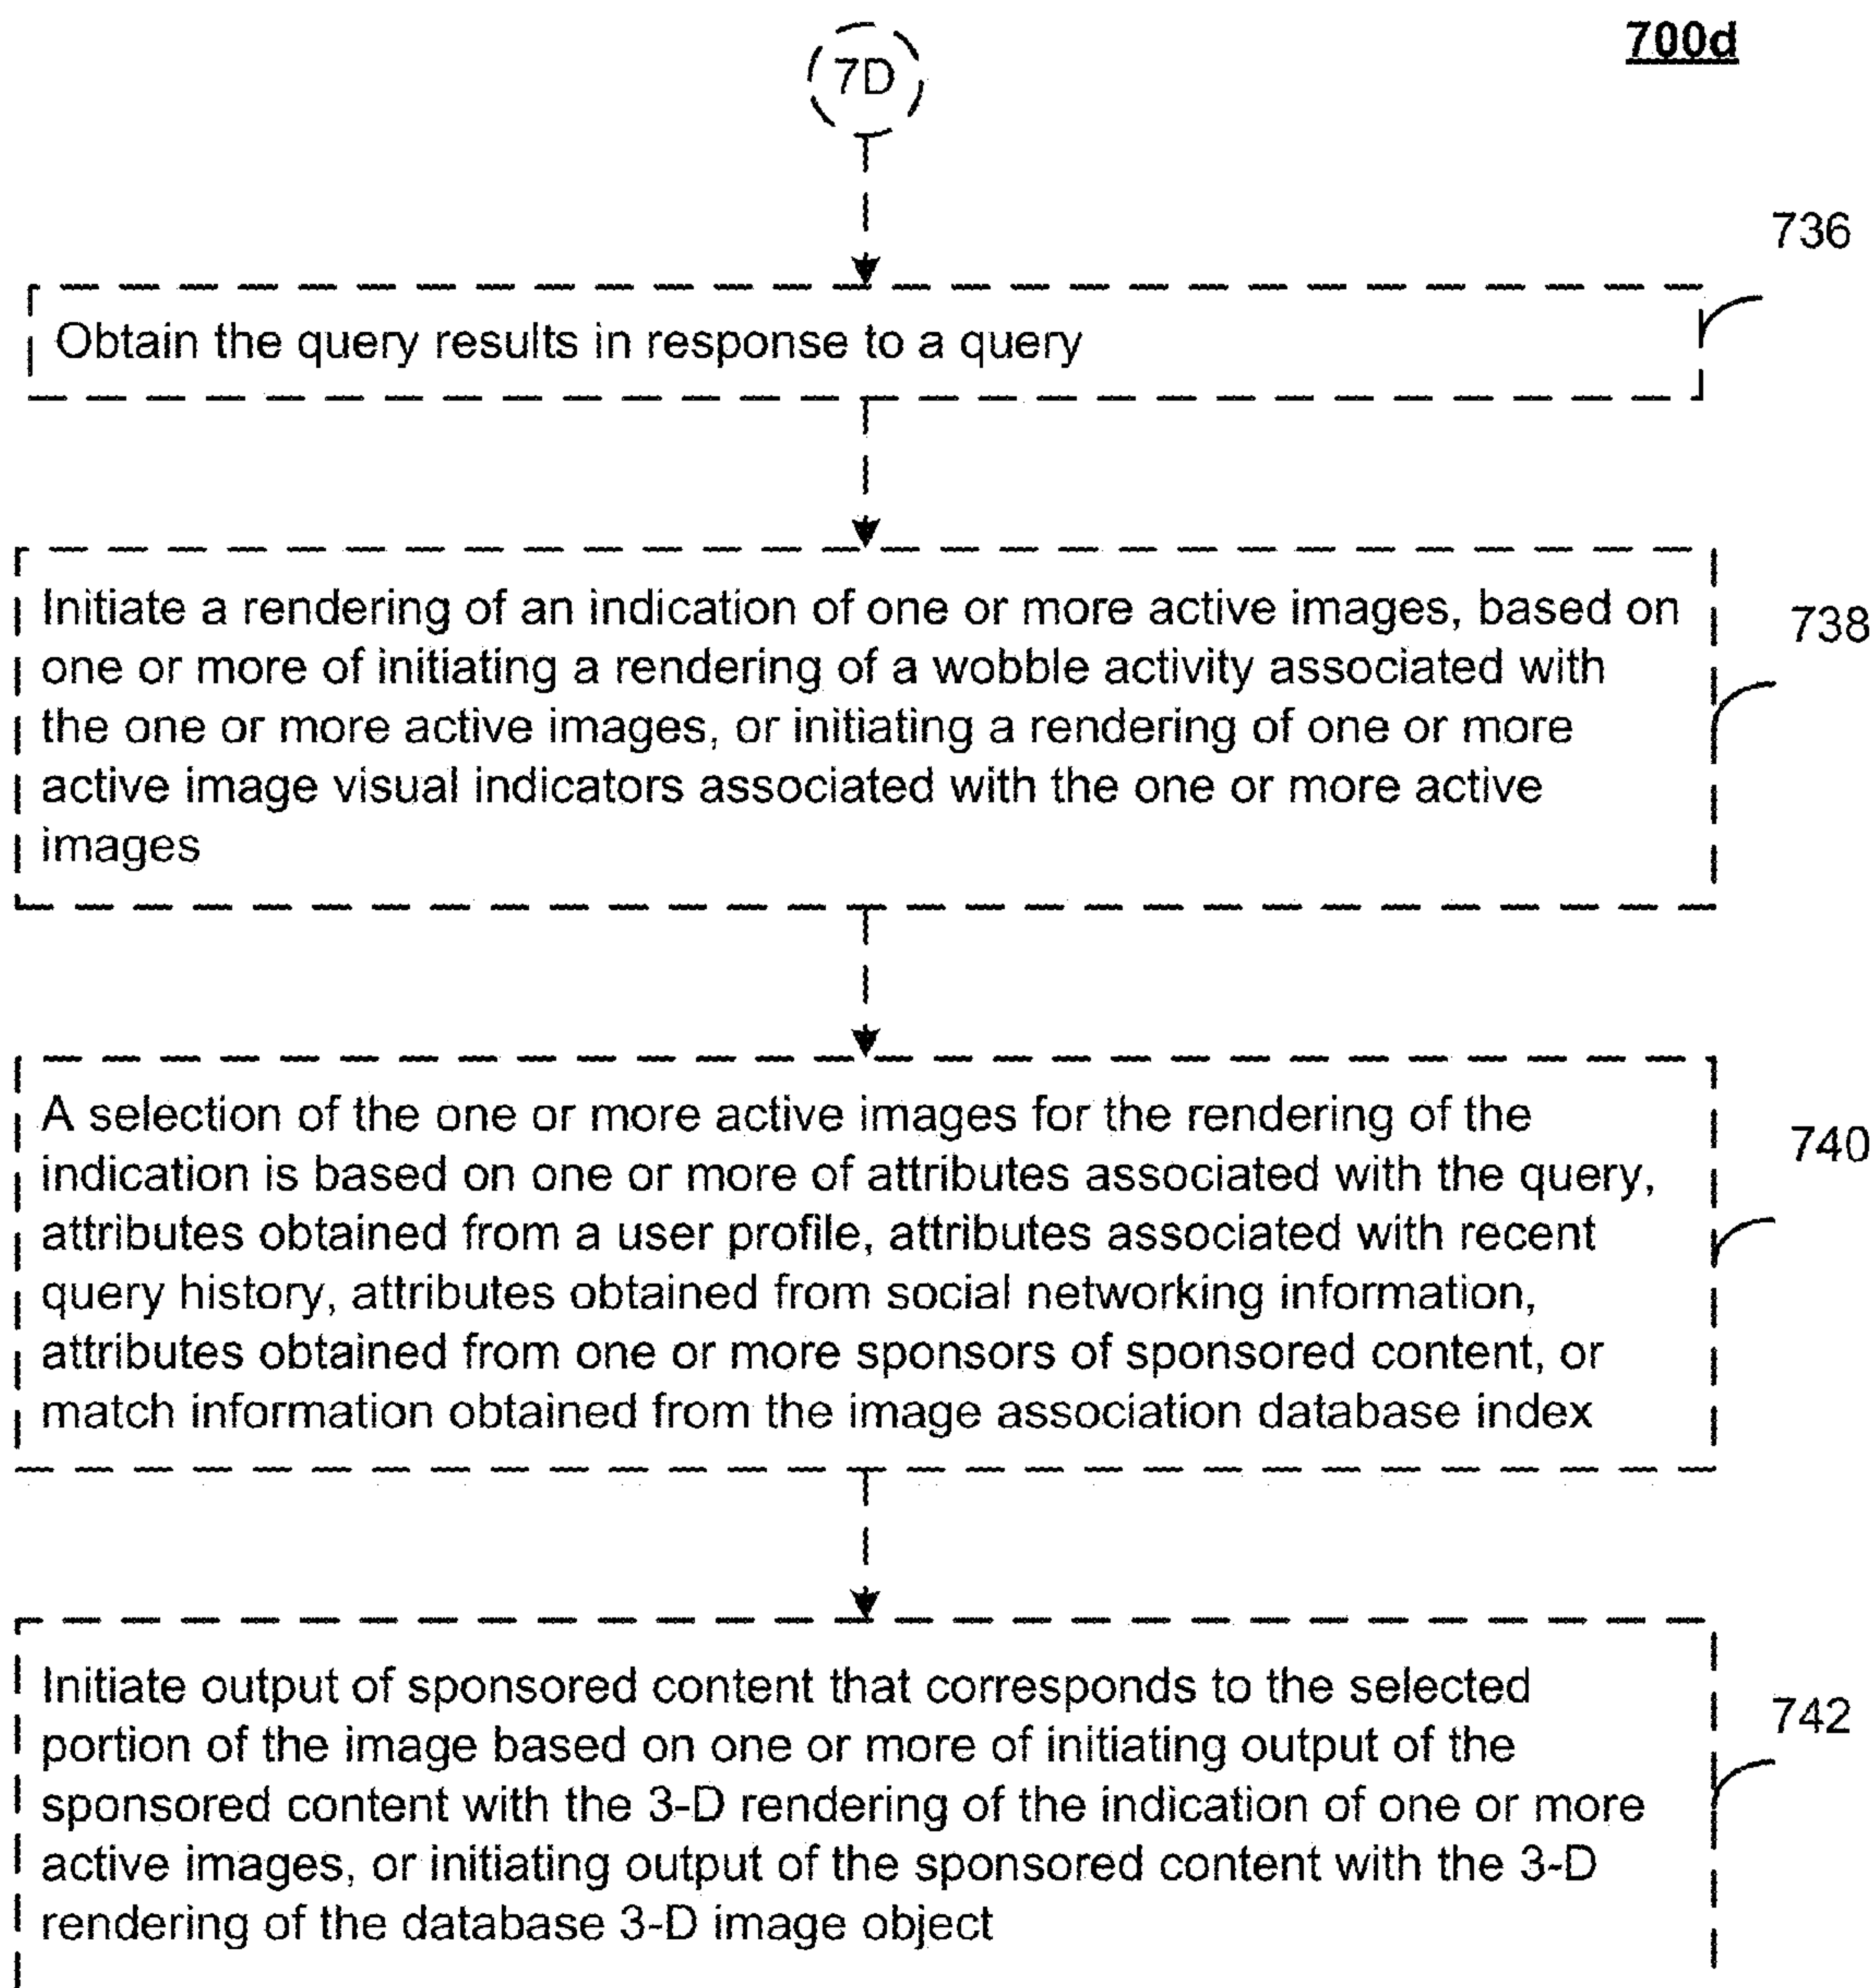 700d
7D
736
Obtain the query results in response to a query
Initiate a rendering of an indication of one or more active images, based on
one or more of initiating a rendering of a wobble activity associated with
the one or more active images, or initiating a rendering of one or more
active image visual indicators associated with the one or more active
images
738
A selection of the one or more active images for the rendering of the
indication is based on one or more of attributes associated with the query,
attributes obtained from a user profile, attributes associated with recent
query history, attributes obtained from social networking information,
attributes obtained from one or more sponsors of sponsored content, or
match information obtained from the image association database index
740
Initiate output of sponsored content that corresponds to the selected
portion of the image based on one or more of initiating output of the
sponsored content with the 3-D rendering of the indication of one or more
active images, or initiating output of the sponsored content with the 3-D
rendering of the database 3-D image object
742